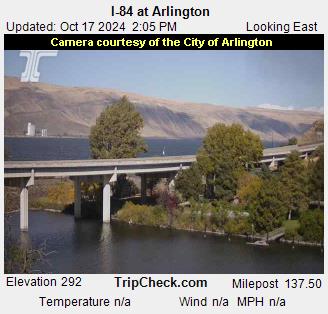 I-84 at Arlington
Updated: Oct 17 2024 2:05 PM Looking East
Camera courtesy of the City of Arlington
Elevation 292 TripCheck.com Milepost 137.50
Temperature n/a Wind n/a MPH n/a